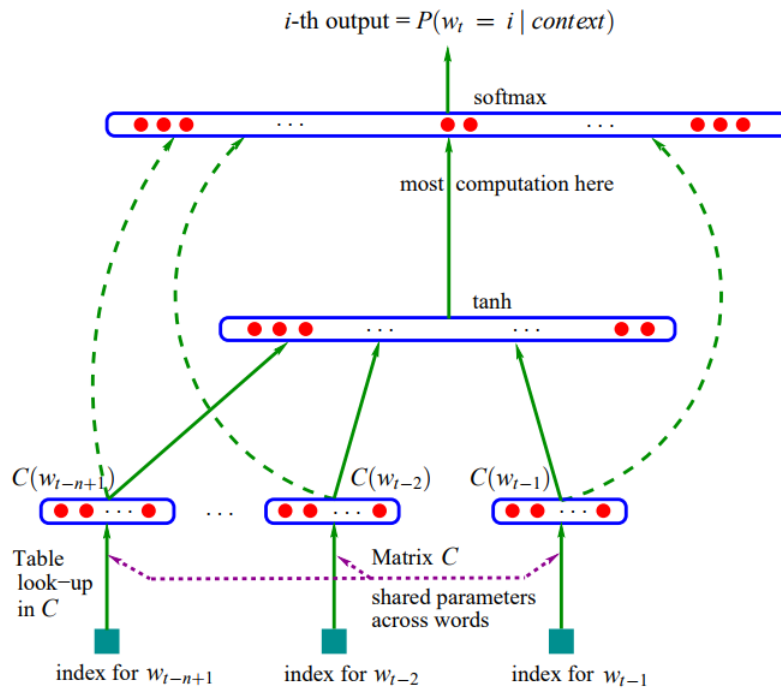 i-th output = P(w_t = i | context)
softmax
· · ·
· · ·
most computation here
tanh
· · ·
· · ·
C(w_{t−n+1})
C(w_{t−2})
C(w_{t−1})
· · ·
· · ·
· · ·
· · ·
Table
look−up
in C
Matrix C
shared parameters
across words
index for w_{t−n+1}
index for w_{t−2}
index for w_{t−1}